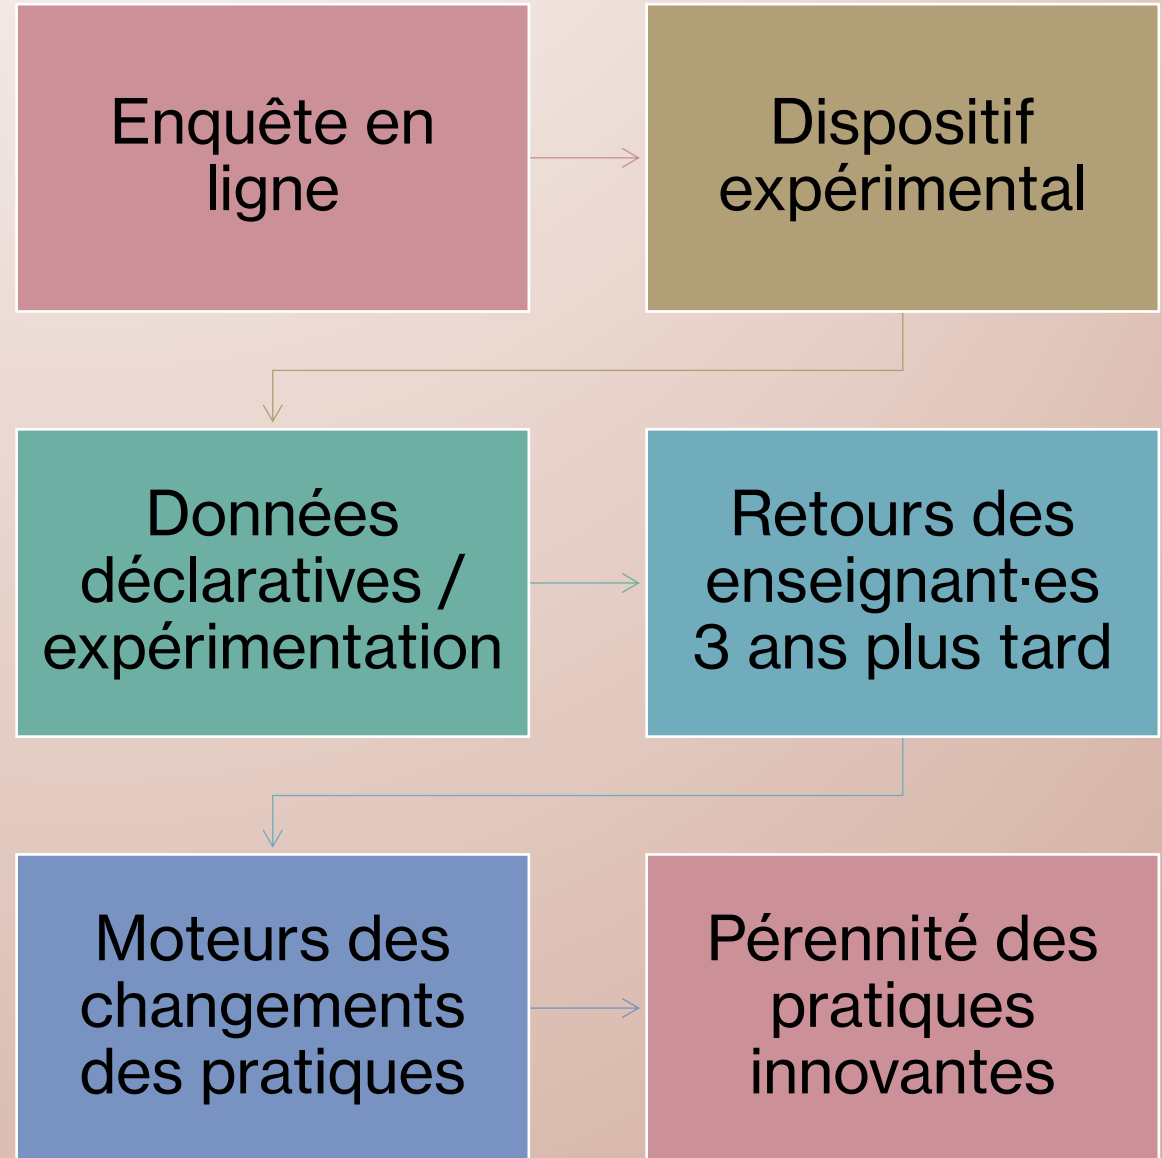 Enquête en
ligne
Dispositif
expérimental
Données
déclaratives /
expérimentation
Retours des
enseignant·es
3 ans plus tard
Moteurs des
changements
des pratiques
Pérennité des
pratiques
innovantes